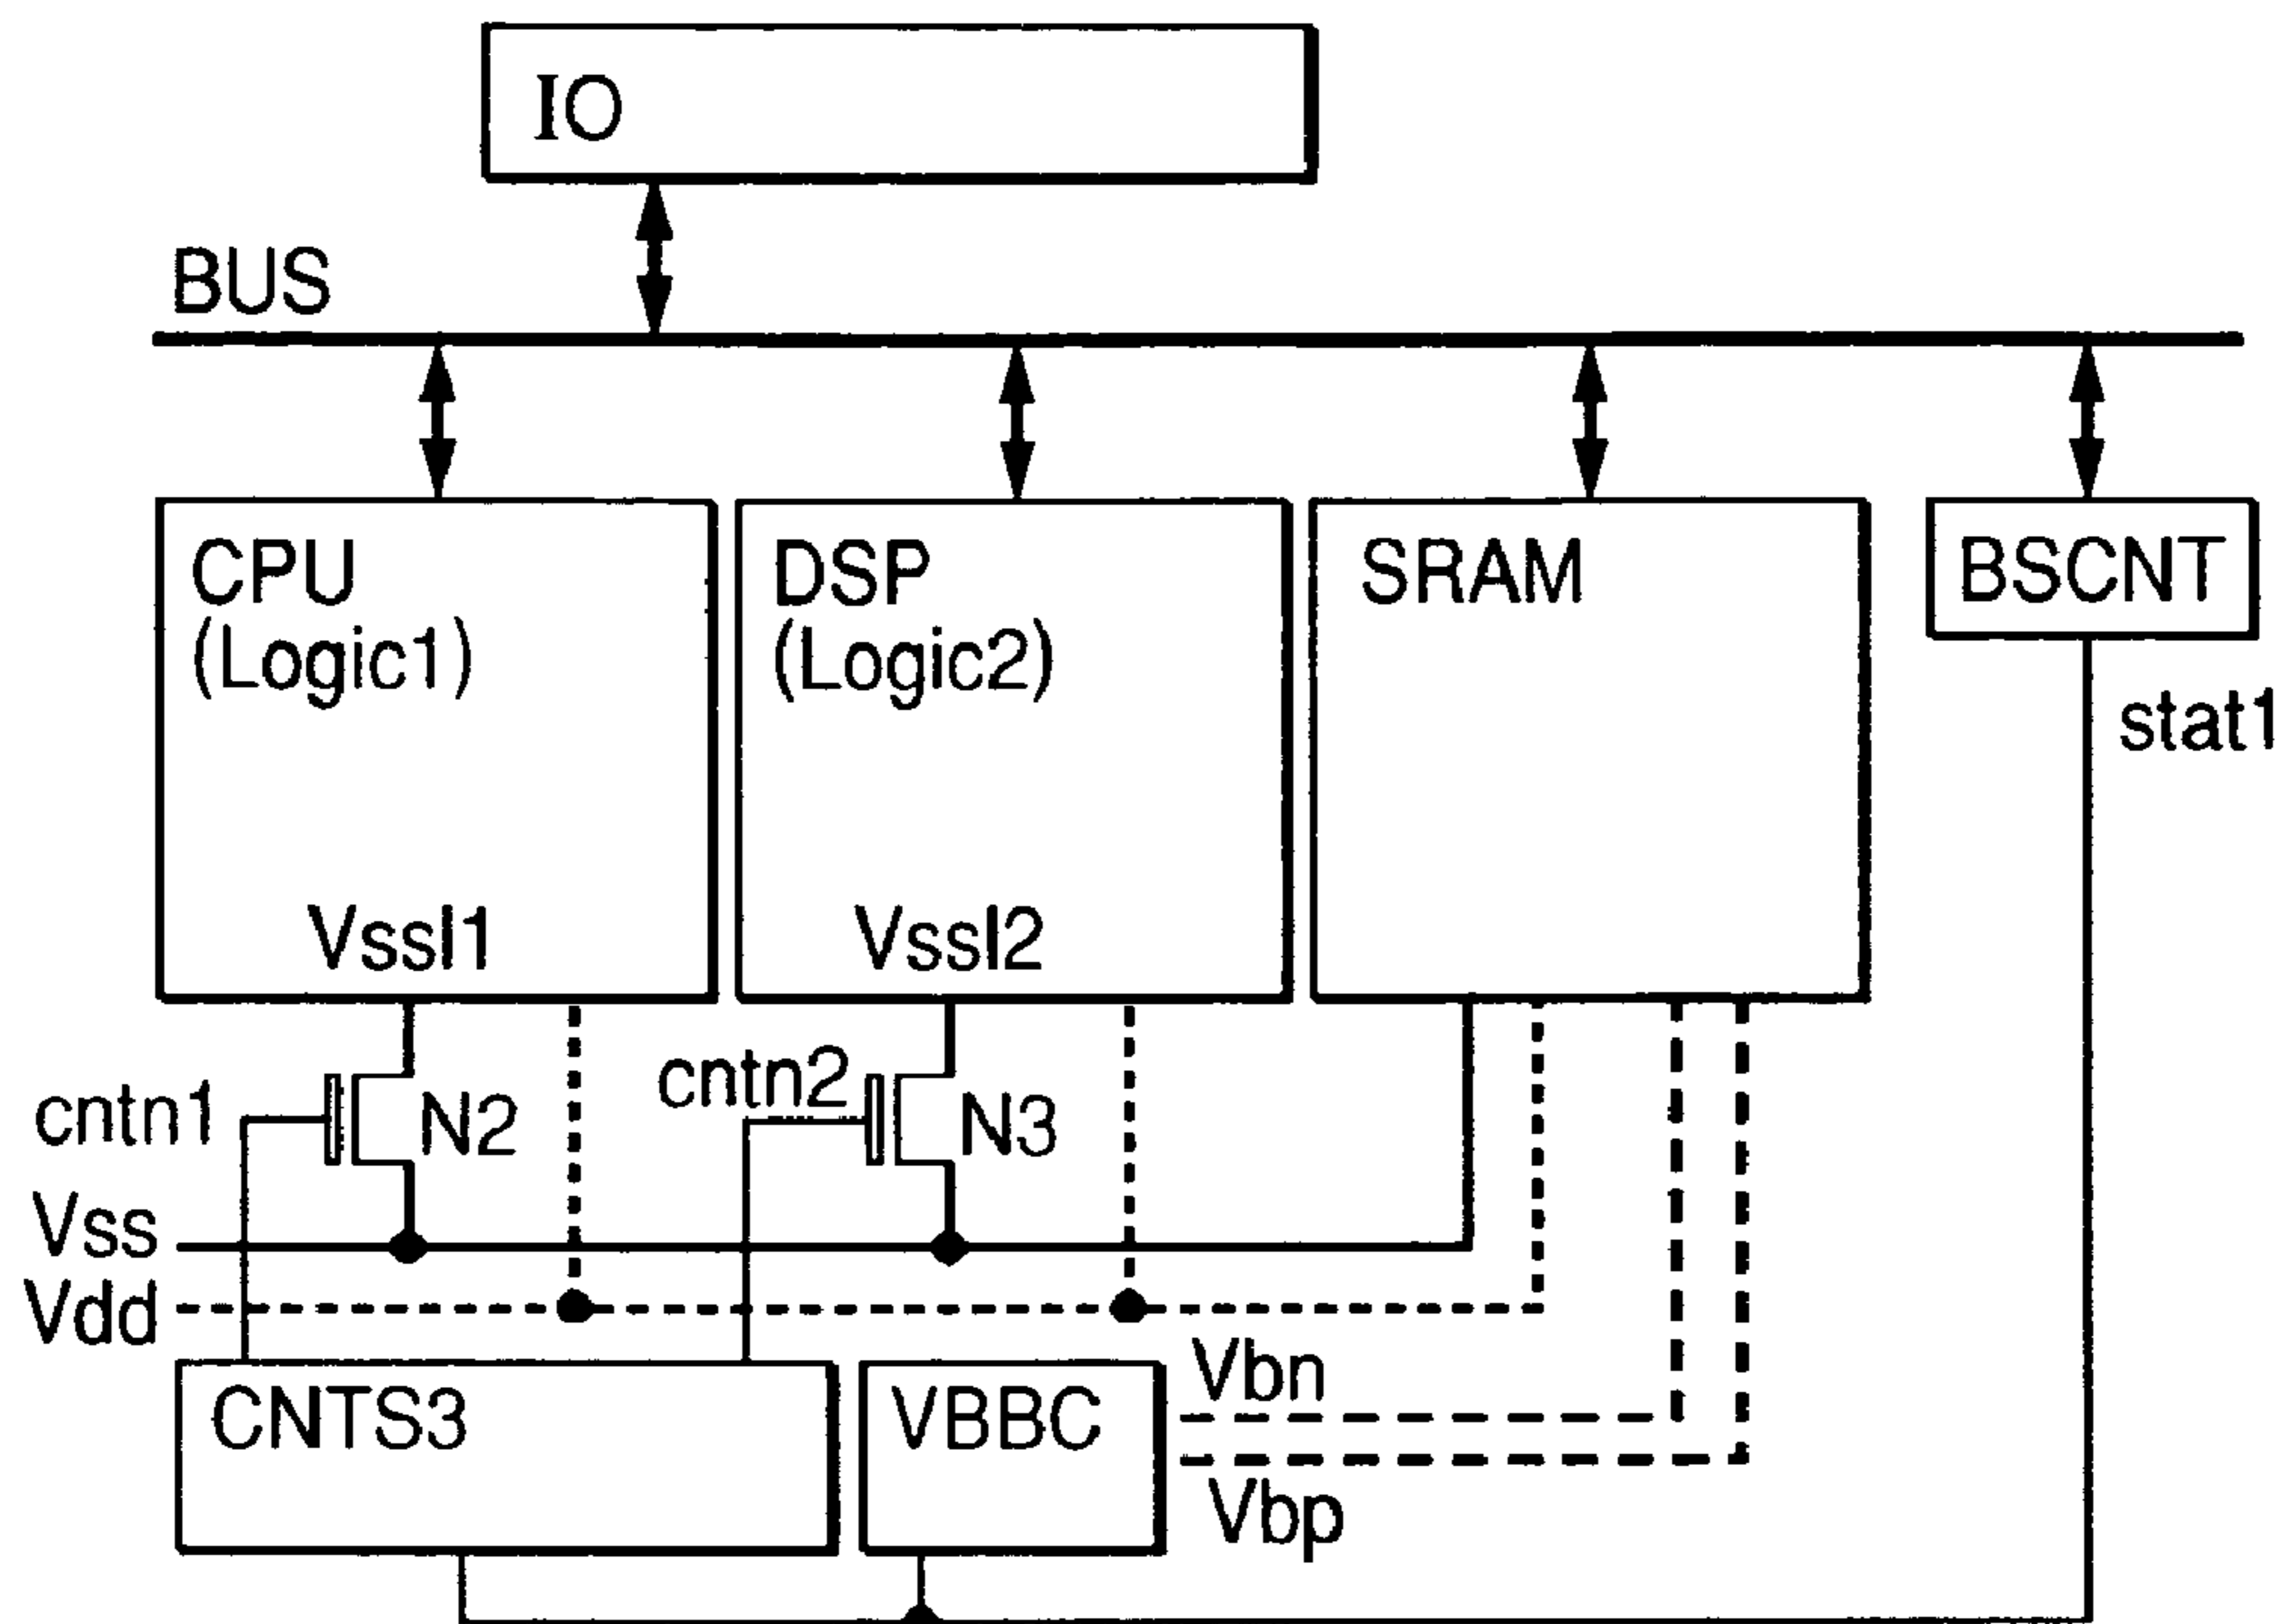 IO
BUS
CPU
(Logic1)
DSP
(Logic2)
SRAM
BSCNT
stat1
Vssl1
Vssl2
cntn1
N2
cntn2
N3
Vss
Vdd
CNTS3
VBBC
Vbn
Vbp